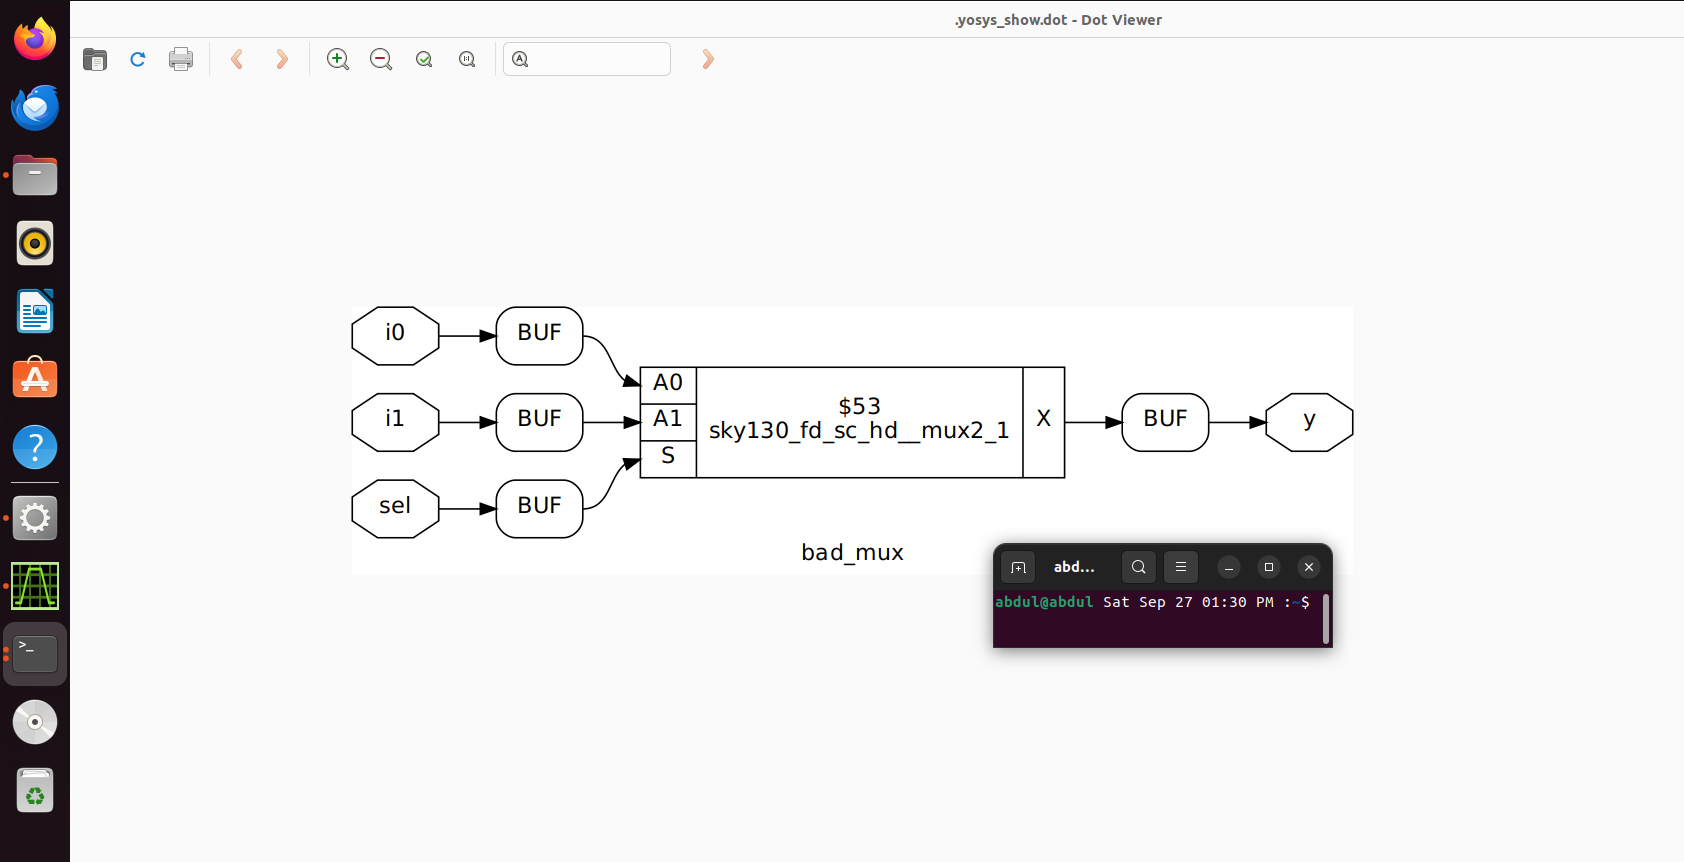 .yosys_show.dot - Dot Viewer
i0
BUF
i1
BUF
sel
BUF
A0
A1
S
$53
sky130_fd_sc_hd__mux2_1
X
BUF
y
bad_mux
abd...
abdul@abdul Sat Sep 27 01:30 PM :~$